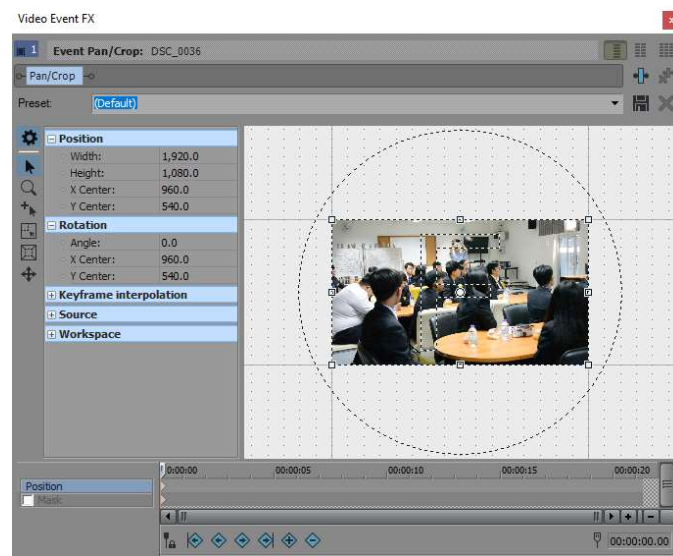 Video Event FX
1 Event Pan/Crop: DSC_0036
Pan/Crop
Preset: (Default)
Position
Width: 1,920.0
Height: 1,080.0
X Center: 960.0
Y Center: 540.0
Rotation
Angle: 0.0
X Center: 960.0
Y Center: 540.0
Keyframe interpolation
Source
Workspace
0:00:00 00:00:05 00:00:10 00:00:15 00:00:20
Position
Mask
00:00:00.00